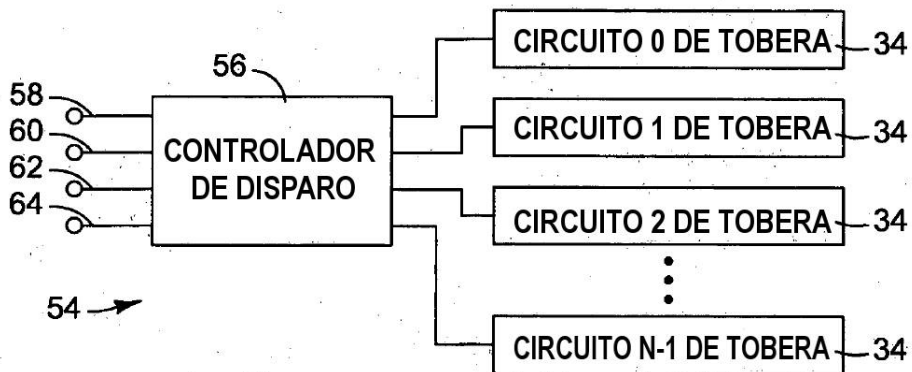 CIRCUITO 0 DE TOBERA 34
56
58
60
62
64
CONTROLADOR
DE DISPARO
CIRCUITO 1 DE TOBERA 34
CIRCUITO 2 DE TOBERA 34
54
CIRCUITO N-1 DE TOBERA 34